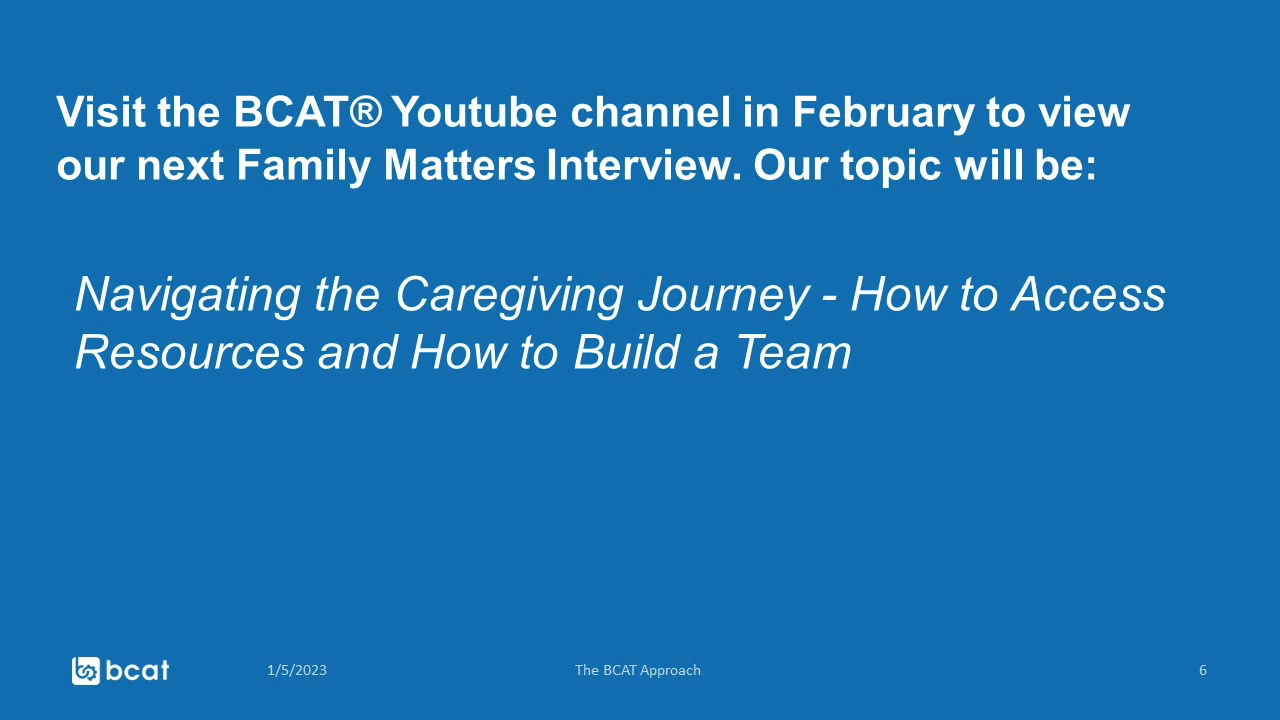 Visit the BCAT® Youtube channel in February to view
our next Family Matters Interview. Our topic will be:
Navigating the Caregiving Journey - How to Access
Resources and How to Build a Team
bcat
1/5/2023
The BCAT Approach
6